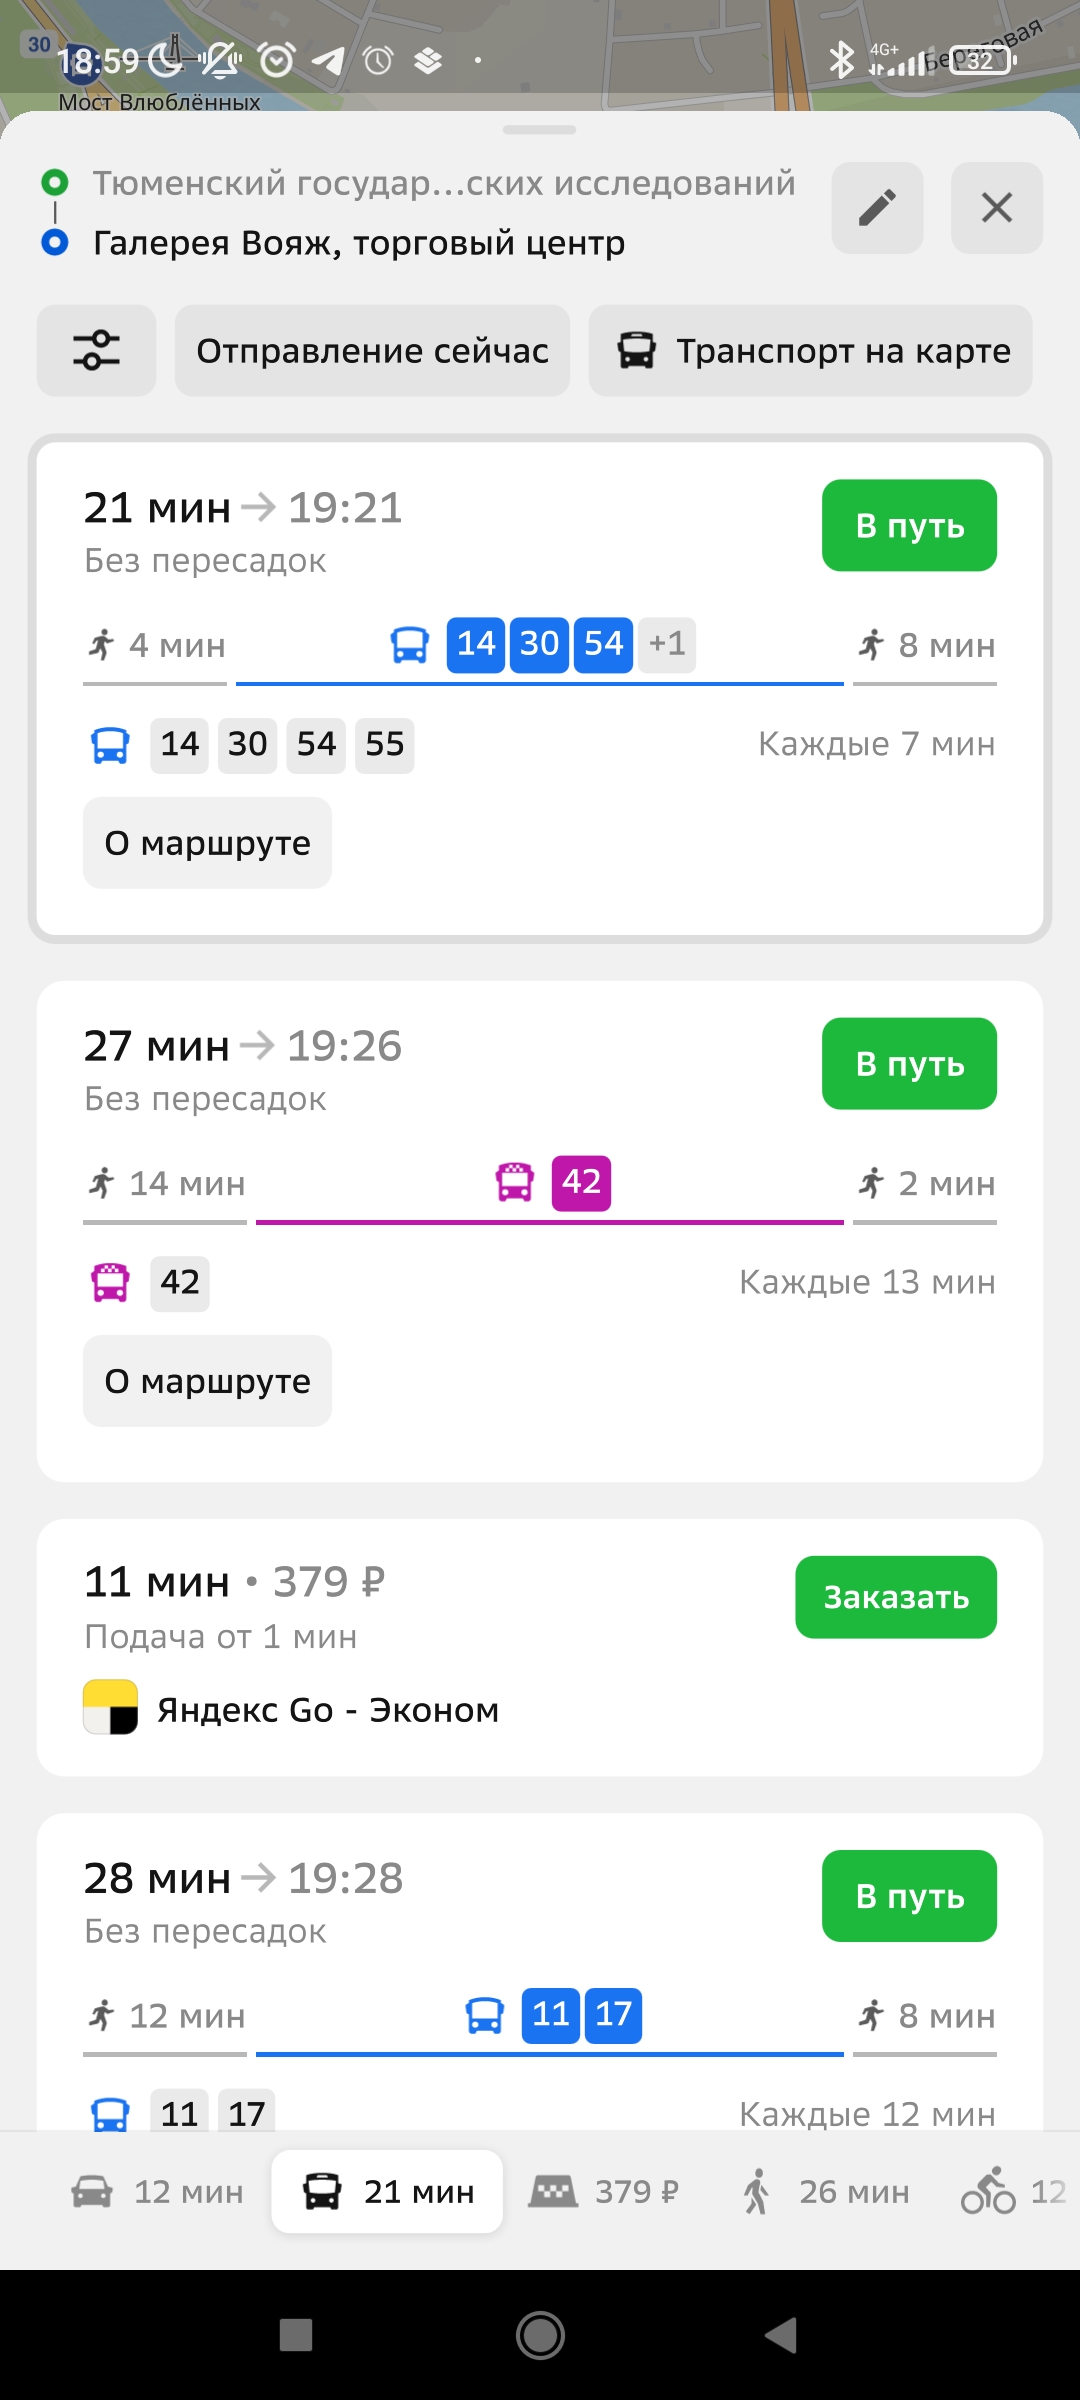 30
18:59
4G+
32
Береговая
Мост Влюблённых
Тюменский государ...ских исследований
Галерея Вояж, торговый центр
Отправление сейчас
Транспорт на карте
21 мин → 19:21
В путь
Без пересадок
4 мин
14 30 54 +1
8 мин
14 30 54 55
Каждые 7 мин
О маршруте
27 мин → 19:26
В путь
Без пересадок
14 мин
42
2 мин
42
Каждые 13 мин
О маршруте
11 мин • 379 ₽
Заказать
Подача от 1 мин
Яндекс Go - Эконом
28 мин → 19:28
В путь
Без пересадок
12 мин
11 17
8 мин
11 17
Каждые 12 мин
12 мин
21 мин
379 ₽
26 мин
12